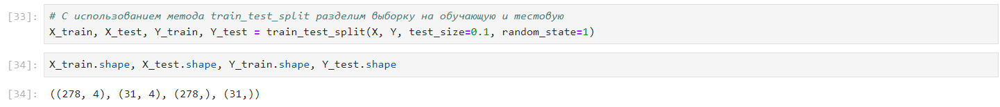 [33]: # С использованием метода train_test_split разделим выборку на обучающую и тестовую
X_train, X_test, Y_train, Y_test = train_test_split(X, Y, test_size=0.1, random_state=1)
[34]: X_train.shape, X_test.shape, Y_train.shape, Y_test.shape
[34]: ((278, 4), (31, 4), (278,), (31,))